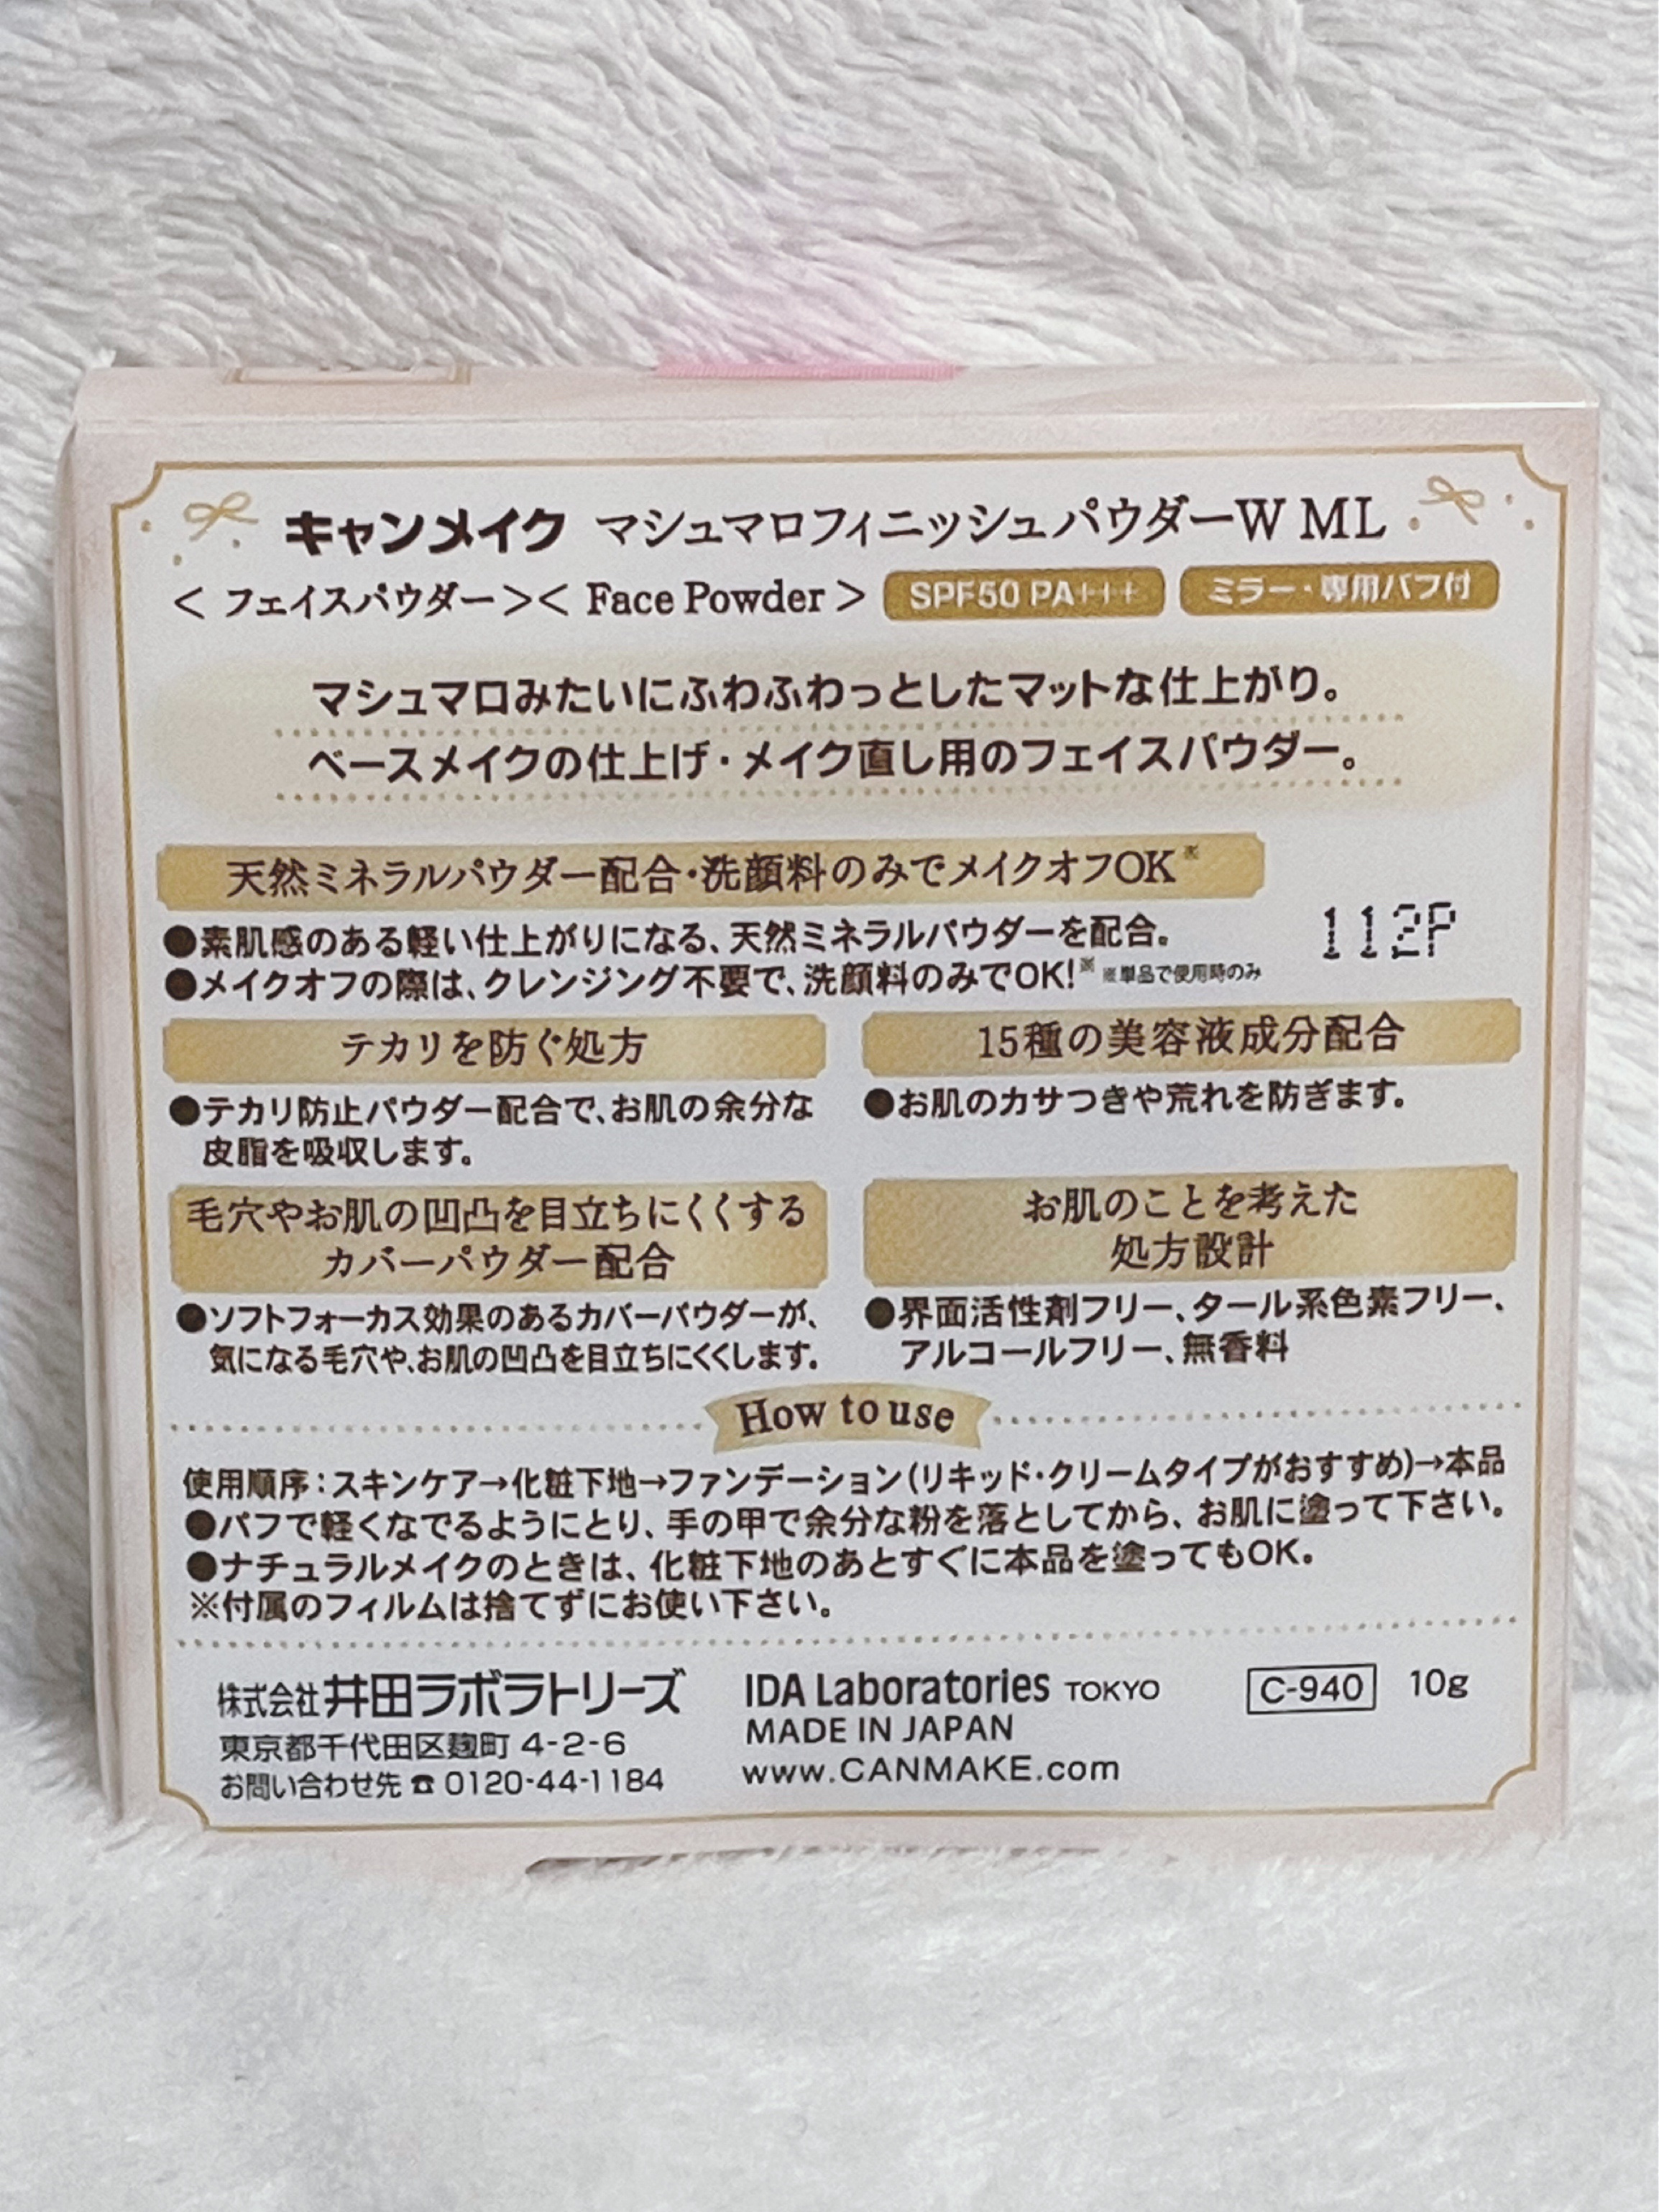 キャンメイク マシュマロフィニッシュパウダーW ML
< フェイスパウダー >< Face Powder > SPF50 PA+++ ミラー・専用パフ付
マシュマロみたいにふわふわっとしたマットな仕上がり。
ベースメイクの仕上げ・メイク直し用のフェイスパウダー。
天然ミネラルパウダー配合・洗顔料のみでメイクオフOK※
●素肌感のある軽い仕上がりになる、天然ミネラルパウダーを配合。
112P
●メイクオフの際は、クレンジング不要で、洗顔料のみでOK!※ ※単品で使用時のみ
テカリを防ぐ処方
●テカリ防止パウダー配合で、お肌の余分な
皮脂を吸収します。
15種の美容液成分配合
●お肌のカサつきや荒れを防ぎます。
毛穴やお肌の凹凸を目立ちにくくする
カバーパウダー配合
●ソフトフォーカス効果のあるカバーパウダーが、
気になる毛穴や、お肌の凹凸を目立ちにくくします。
お肌のことを考えた
処方設計
●界面活性剤フリー、タール系色素フリー、
アルコールフリー、無香料
How to use
使用順序：スキンケア→化粧下地→ファンデーション(リキッド・クリームタイプがおすすめ)→本品
●パフで軽くなでるようにとり、手の甲で余分な粉を落としてから、お肌に塗って下さい。
●ナチュラルメイクのときは、化粧下地のあとすぐに本品を塗ってもOK。
※付属のフィルムは捨てずにお使い下さい。
株式会社井田ラボラトリーズ
東京都千代田区麹町 4-2-6
お問い合わせ先 ☎ 0120-44-1184
IDA Laboratories TOKYO
MADE IN JAPAN
www.CANMAKE.com
C-940 10g